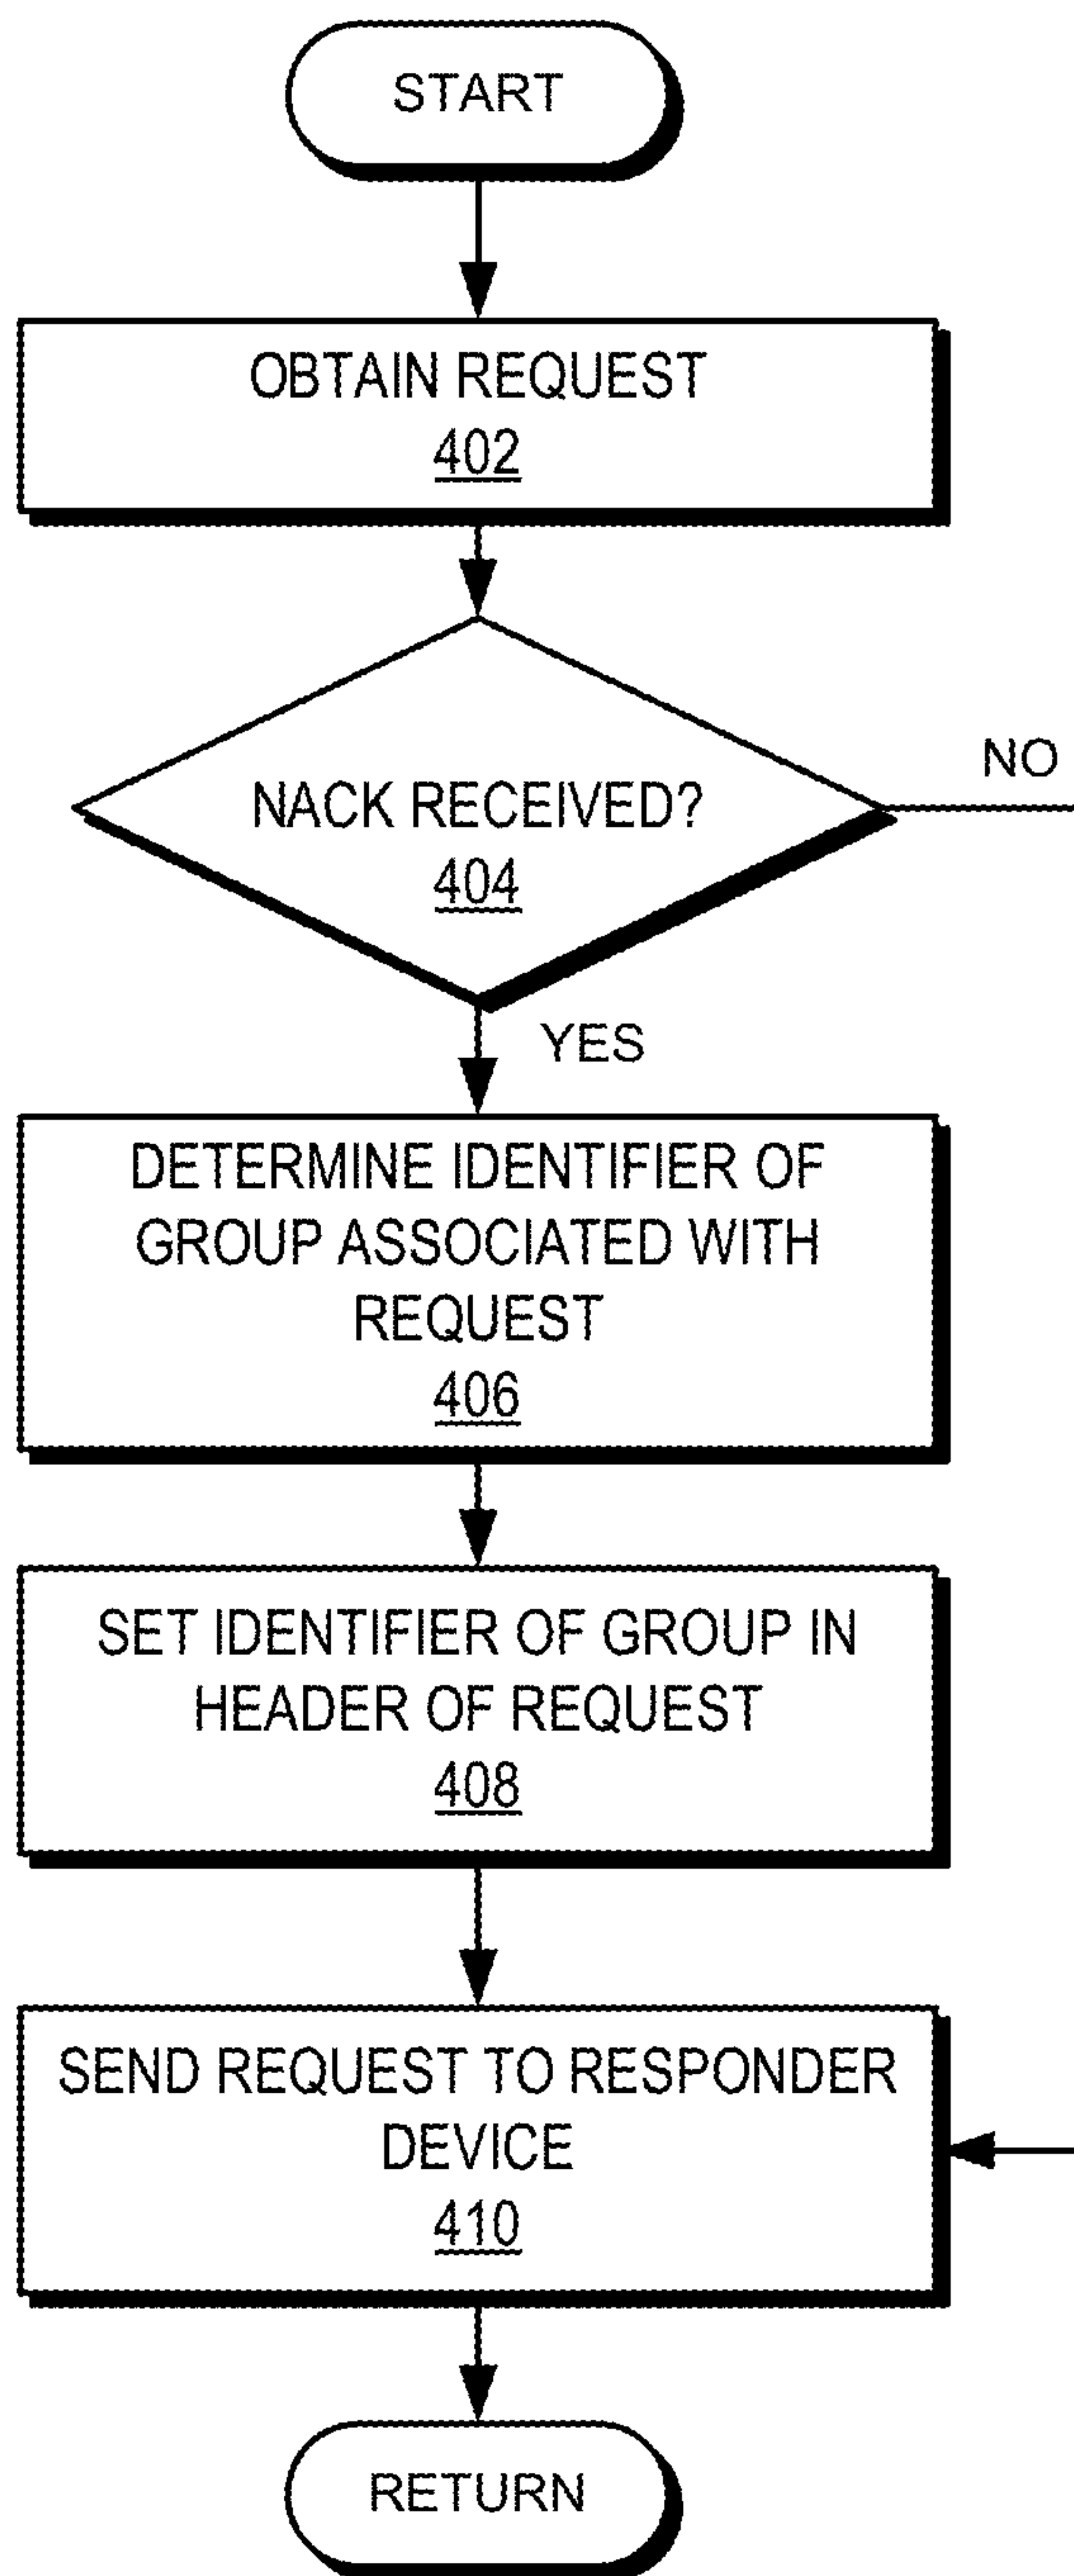 START
OBTAIN REQUEST
402
NACK RECEIVED?
404
NO
YES
DETERMINE IDENTIFIER OF
GROUP ASSOCIATED WITH
REQUEST
406
SET IDENTIFIER OF GROUP IN
HEADER OF REQUEST
408
SEND REQUEST TO RESPONDER
DEVICE
410
RETURN